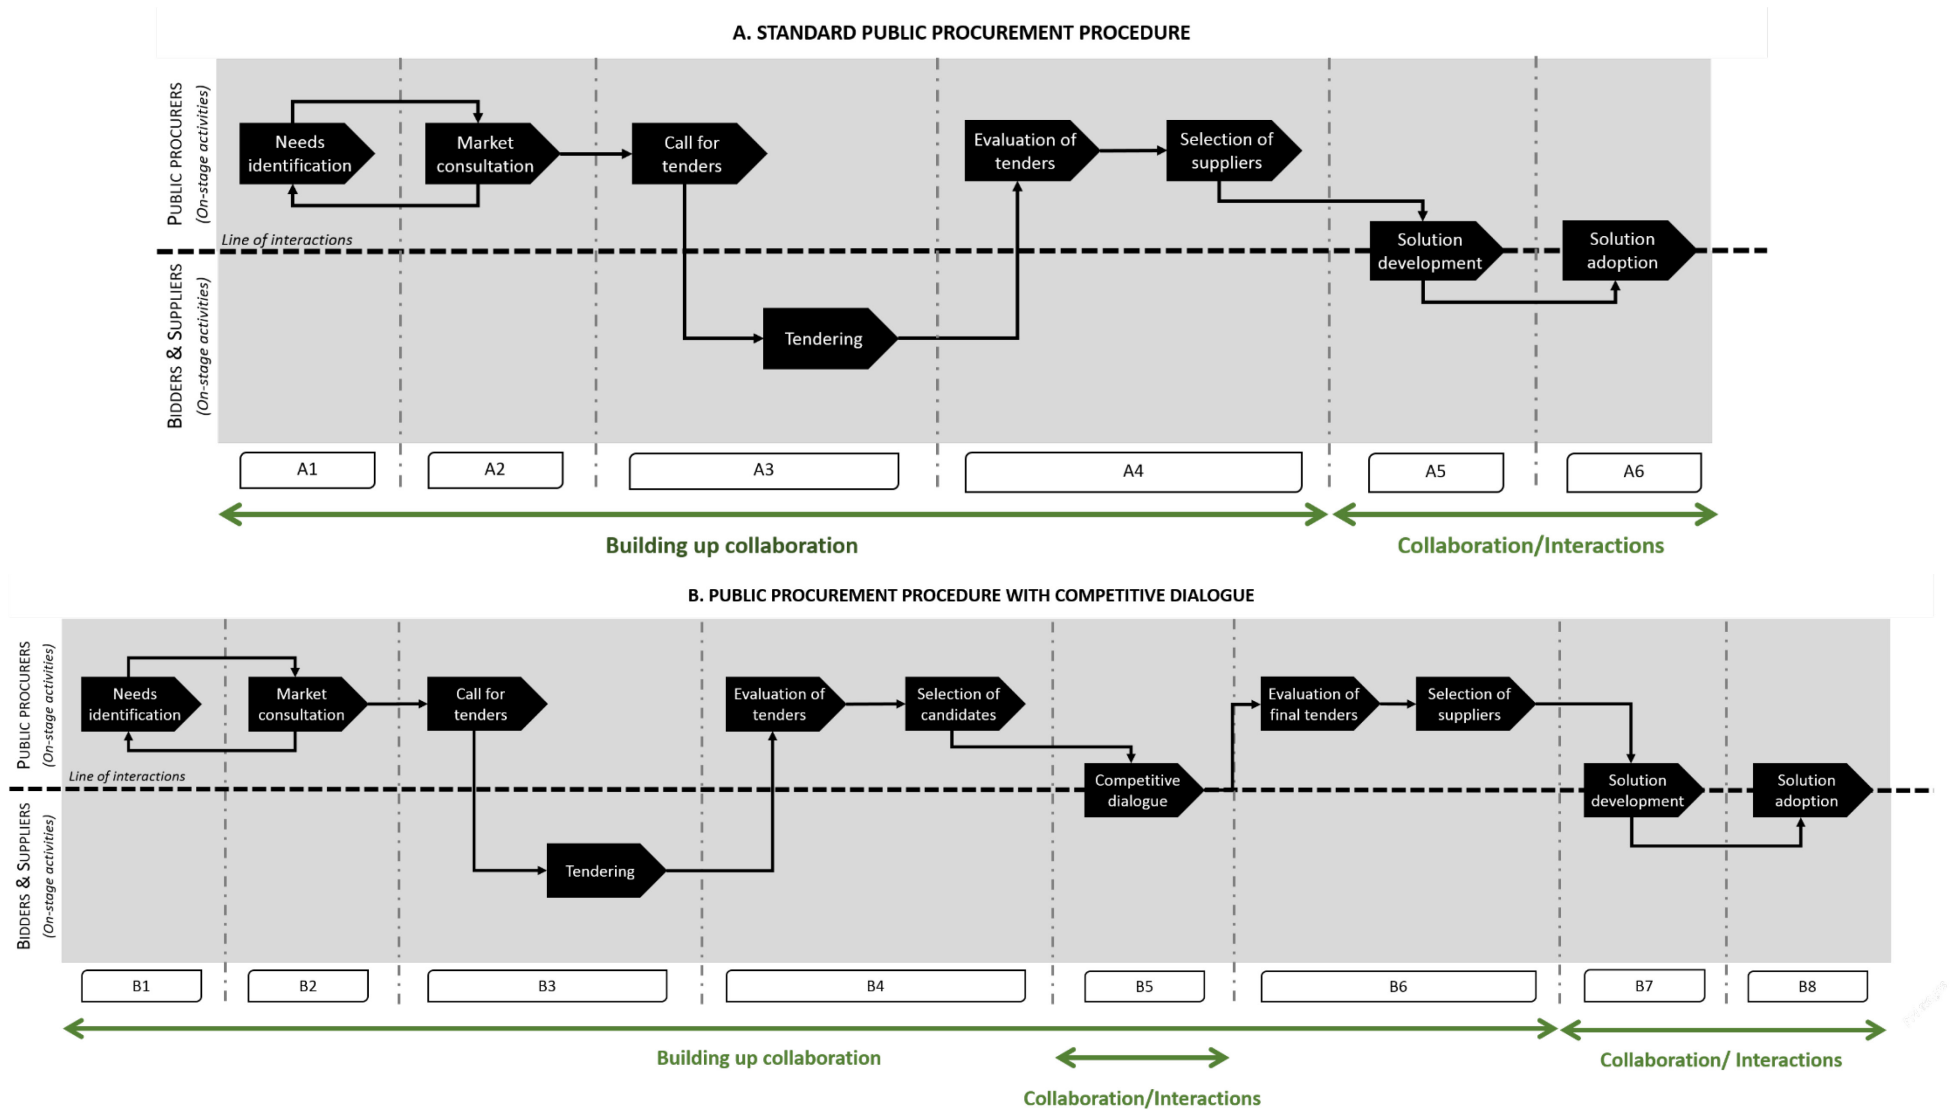 A. STANDARD PUBLIC PROCUREMENT PROCEDURE
PUBLIC PROCURERS
(On-stage activities)
Needs
identification
Market
consultation
Call for
tenders
Evaluation of
tenders
Selection of
suppliers
Line of interactions
Solution
development
Solution
adoption
BIDDERS & SUPPLIERS
(On-stage activities)
Tendering
A1
A2
A3
A4
A5
A6
Building up collaboration
Collaboration/Interactions
B. PUBLIC PROCUREMENT PROCEDURE WITH COMPETITIVE DIALOGUE
PUBLIC PROCURERS
(On-stage activities)
Needs
identification
Market
consultation
Call for
tenders
Evaluation of
tenders
Selection of
candidates
Evaluation of
final tenders
Selection of
suppliers
Line of interactions
Competitive
dialogue
Solution
development
Solution
adoption
BIDDERS & SUPPLIERS
(On-stage activities)
Tendering
B1
B2
B3
B4
B5
B6
B7
B8
Building up collaboration
Collaboration/ Interactions
Collaboration/Interactions